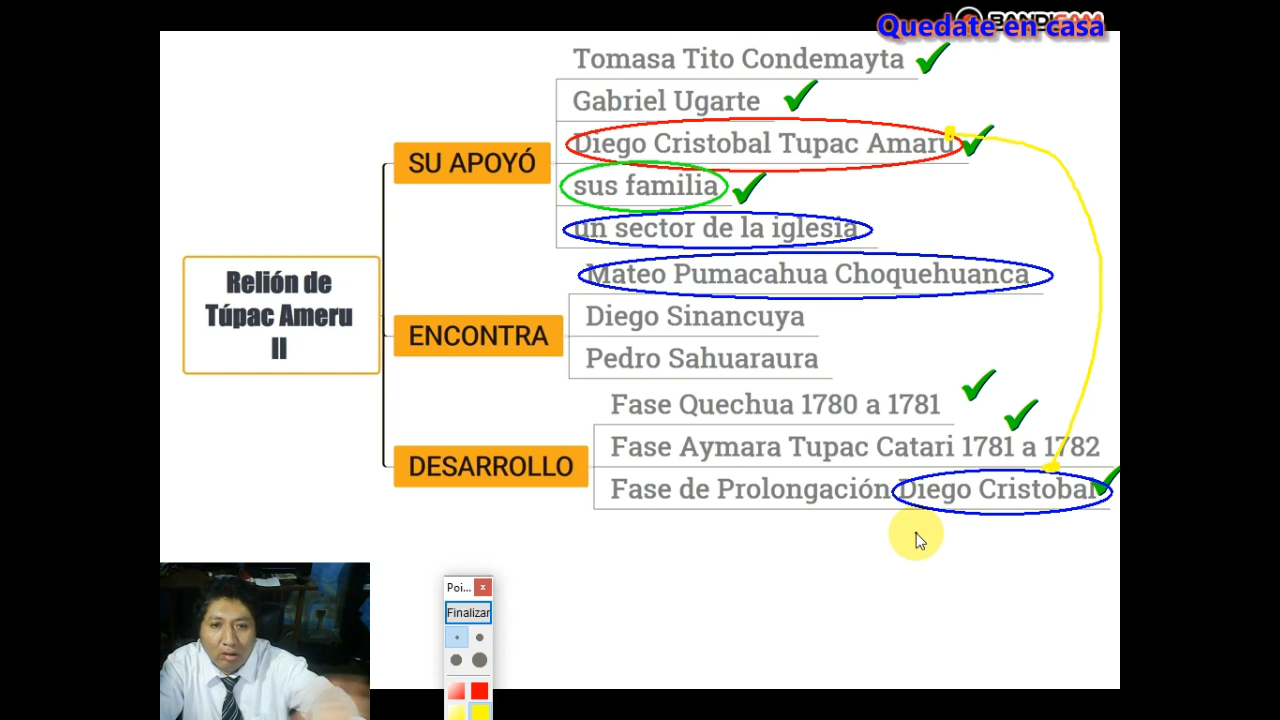 BANDICAM
Quedate en casa
Tomasa Tito Condemayta
Gabriel Ugarte
Diego Cristobal Tupac Amaru
SU APOYÓ
sus familia
un sector de la iglesia
Mateo Pumacahua Choquehuanca
Relión de
Túpac Ameru
II
Diego Sinancuya
ENCONTRA
Pedro Sahuaraura
Fase Quechua 1780 a 1781
Fase Aymara Tupac Catari 1781 a 1782
DESARROLLO
Fase de Prolongación Diego Cristobal
Poi... x
Finalizar